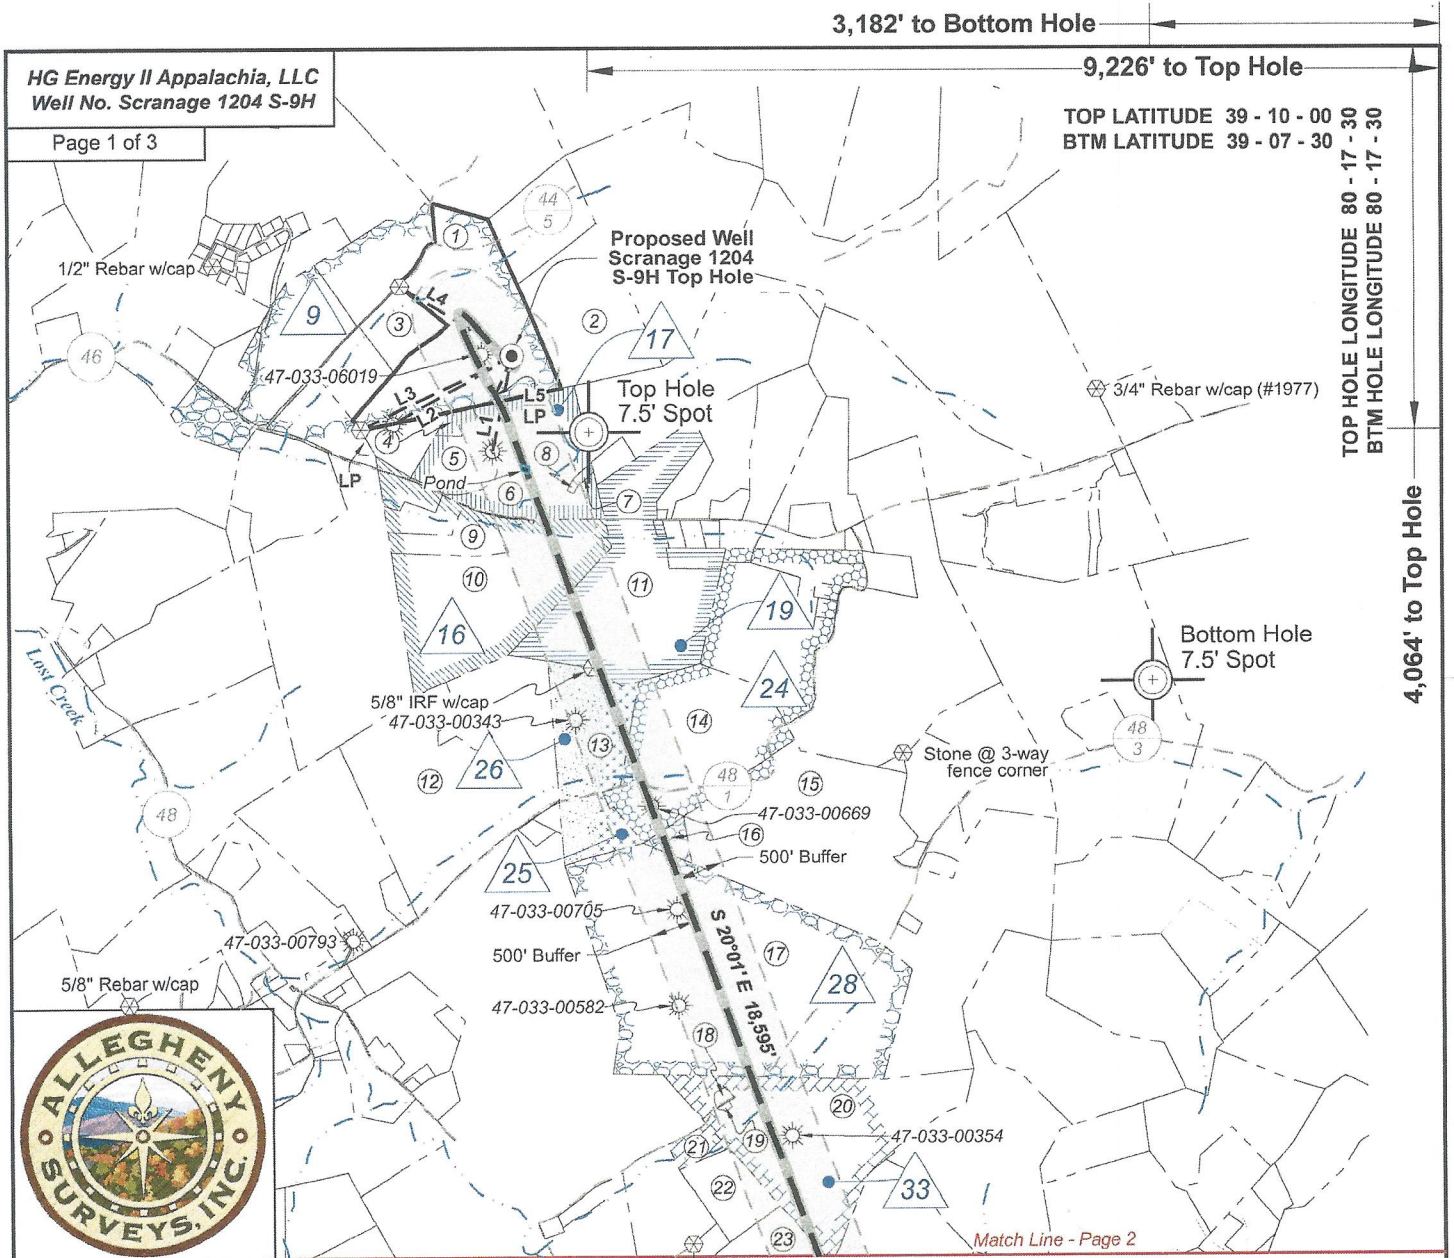 3,182' to Bottom Hole
9,226' to Top Hole
HG Energy II Appalachia, LLC
Well No. Scranage 1204 S-9H
Page 1 of 3
TOP LATITUDE 39 - 10 - 00
BTM LATITUDE 39 - 07 - 30
TOP HOLE LONGITUDE 80 - 17 - 30
BTM HOLE LONGITUDE 80 - 17 - 30
4,064' to Top Hole
44
5
1
Proposed Well
Scranage 1204
S-9H Top Hole
1/2" Rebar w/cap
L4
9
3
2
17
46
47-033-06019
L3
L2
L5
LP
L1
Top Hole
7.5' Spot
3/4" Rebar w/cap (#1977)
4
5
8
LP
Pond
6
7
9
10
11
16
19
Lost Creek
Bottom Hole
7.5' Spot
24
5/8" IRF w/cap
47-033-00343
14
13
26
12
48
3
Stone @ 3-way
fence corner
48
1
15
48
47-033-00669
16
500' Buffer
25
47-033-00705
47-033-00793
500' Buffer
S 20°01' E 18,595'
17
28
5/8" Rebar w/cap
47-033-00582
18
20
19
47-033-00354
21
22
33
23
ALLEGHENY
SURVEYS, INC.
Match Line - Page 2